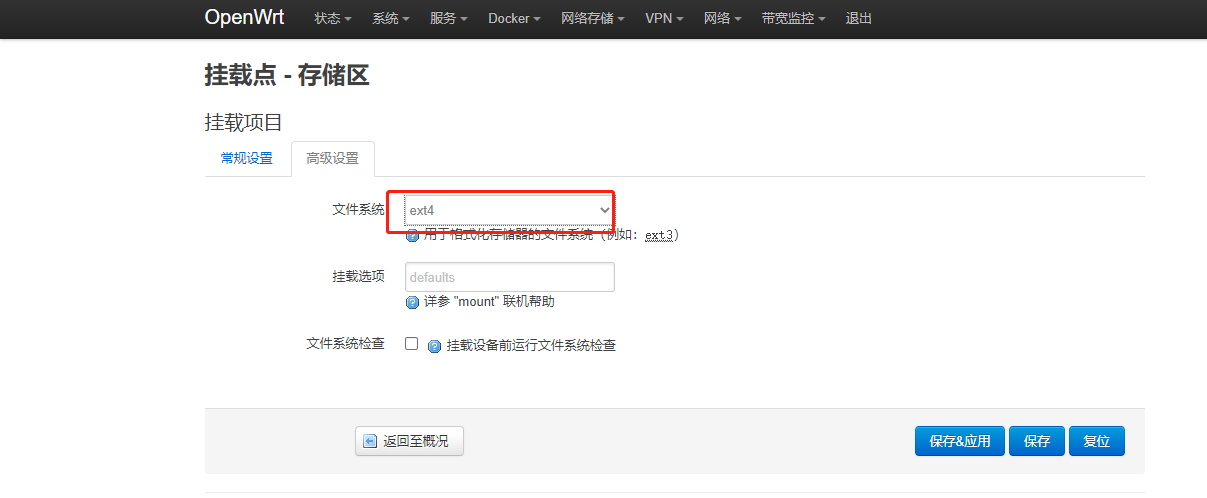 OpenWrt 状态 系统 服务 Docker 网络存储 VPN 网络 带宽监控 退出
挂载点 - 存储区
挂载项目
常规设置 高级设置
文件系统 ext4
用于格式化存储器的文件系统（例如：ext3）
挂载选项 defaults
详参 "mount" 联机帮助
文件系统检查 挂载设备前运行文件系统检查
返回至概况 保存&应用 保存 复位